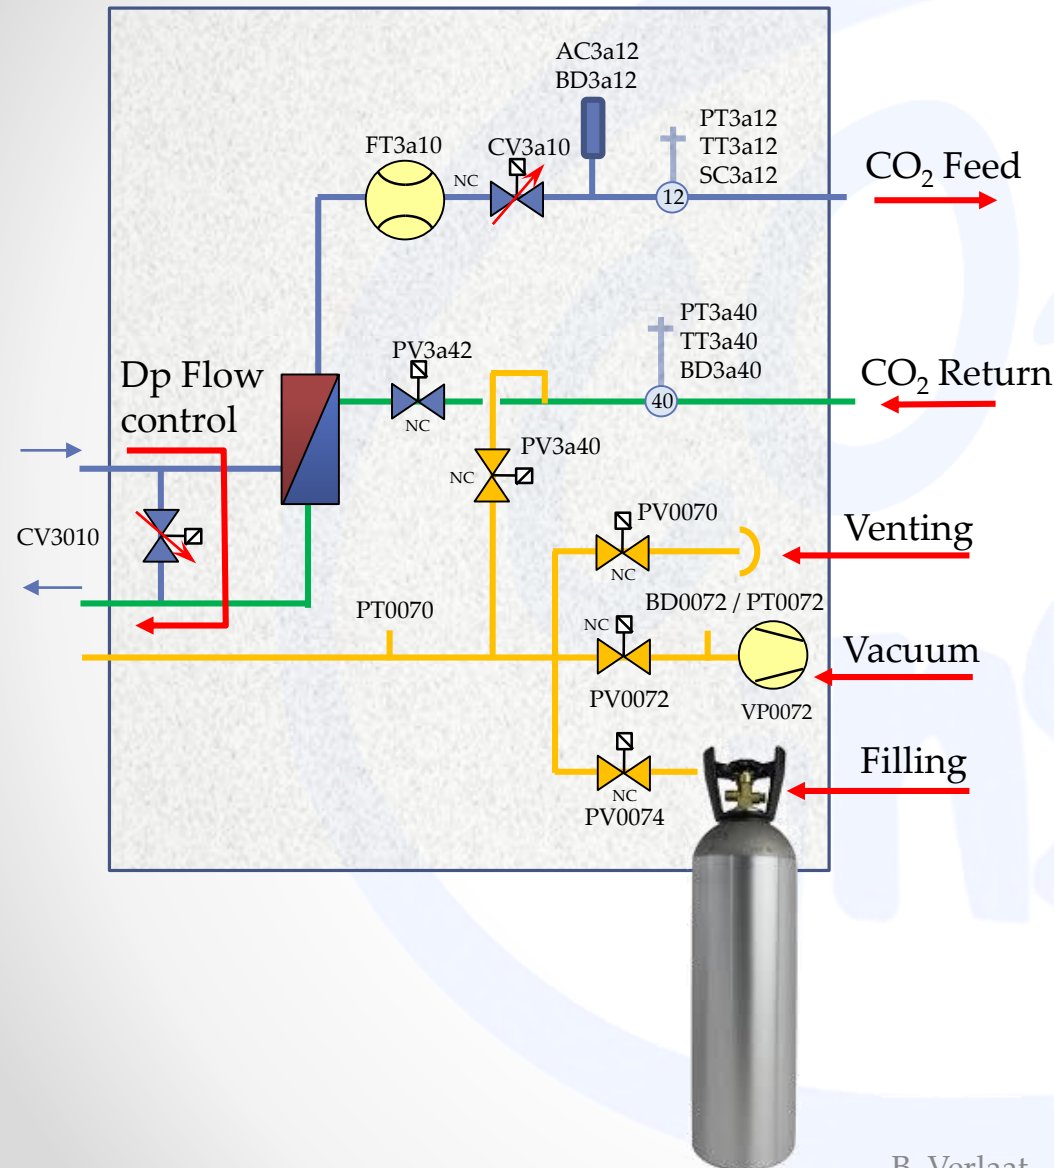 AC3a12
BD3a12
PT3a12
TT3a12
SC3a12
FT3a10
CV3a10
NC
12
CO₂ Feed
PT3a40
TT3a40
BD3a40
PV3a42
NC
40
CO₂ Return
Dp Flow
control
PV3a40
NC
CV3010
PV0070
NC
Venting
PT0070
BD0072 / PT0072
NC
PV0072
VP0072
Vacuum
Filling
NC
PV0074
B. Verlaat